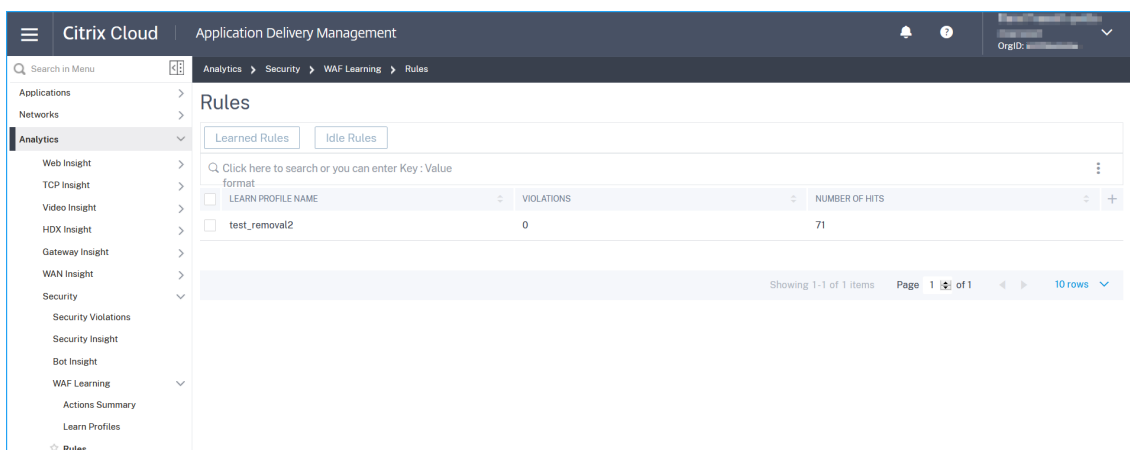 Citrix Cloud
Application Delivery Management
OrgID:
Search in Menu
Analytics > Security > WAF Learning > Rules
Applications
Networks
Analytics
Web Insight
TCP Insight
Video Insight
HDX Insight
Gateway Insight
WAN Insight
Security
Security Violations
Security Insight
Bot Insight
WAF Learning
Actions Summary
Learn Profiles
Rules
Rules
Learned Rules
Idle Rules
Click here to search or you can enter Key : Value
format
LEARN PROFILE NAME VIOLATIONS NUMBER OF HITS
test_removal2 0 71
Showing 1-1 of 1 items Page 1 of 1 10 rows